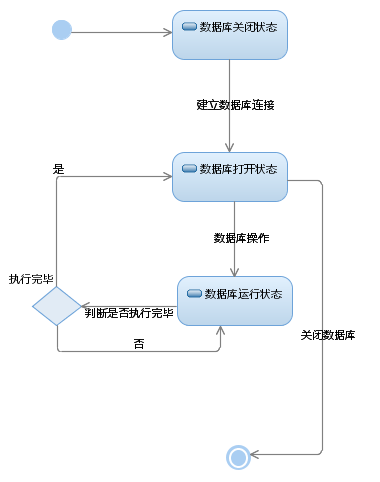 数据库关闭状态
建立数据库连接
是
数据库打开状态
数据库操作
执行完毕
数据库运行状态
判断是否执行完毕
否
关闭数据库